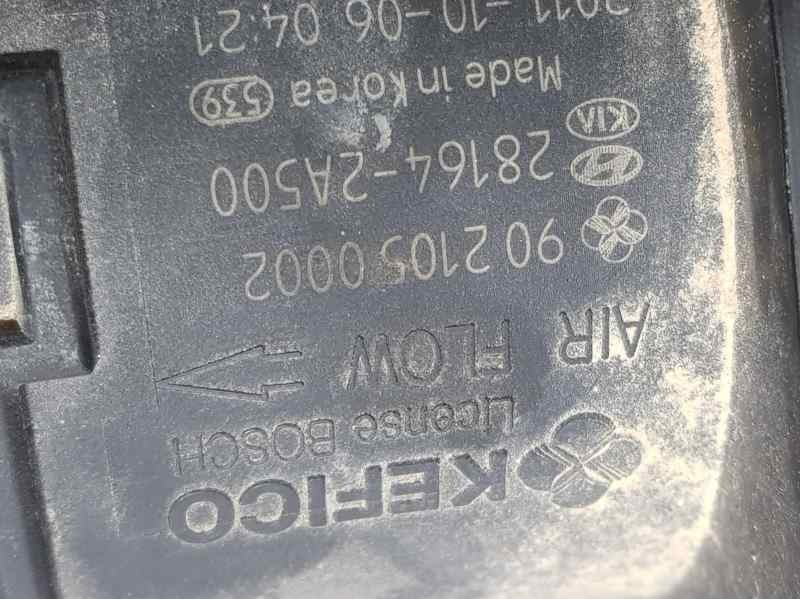 KEFICO
License BOSCH
AIR FLOW
90 2105 0002
28164-2A500
KIA
Made in Korea 539
2011-10-06 04:21